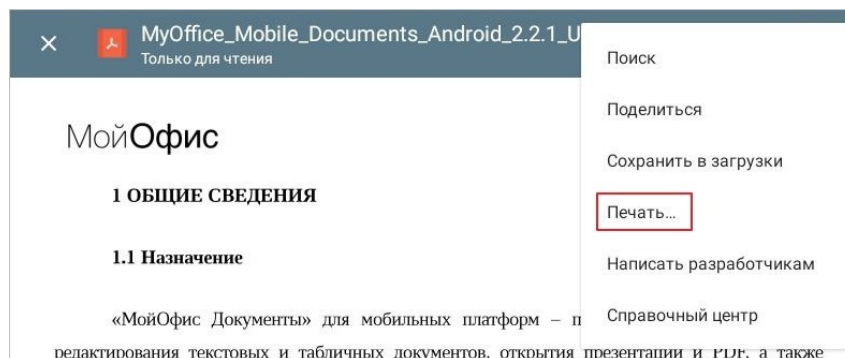 MyOffice_Mobile_Documents_Android_2.2.1_U
Только для чтения
Поиск
Поделиться
Сохранить в загрузки
Печать...
Написать разработчикам
Справочный центр
МойОфис
1 ОБЩИЕ СВЕДЕНИЯ
1.1 Назначение
«МойОфис Документы» для мобильных платформ – п
редактирования текстовых и табличных документов, открытия презентаций и PDF, а также